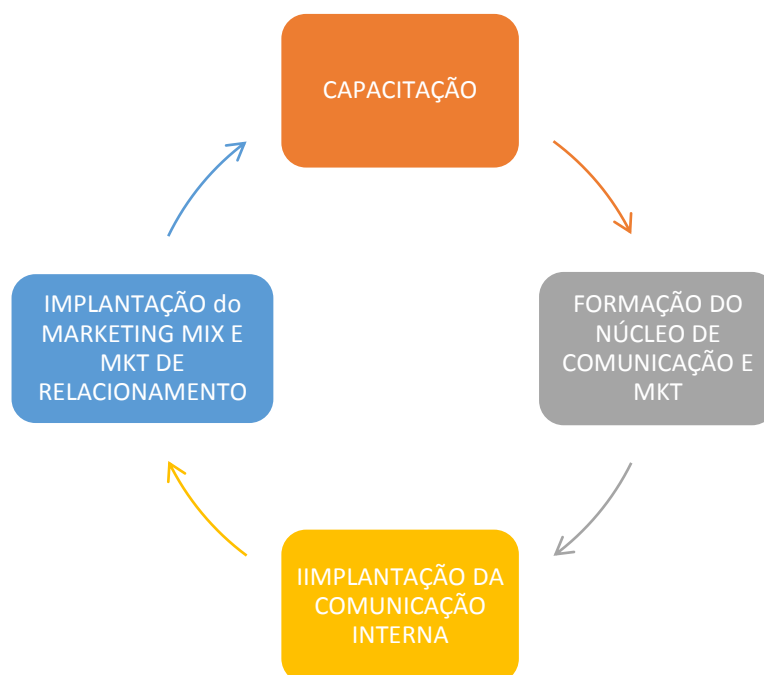 CAPACITAÇÃO
FORMAÇÃO DO
NÚCLEO DE
COMUNICAÇÃO E
MKT
IIMPLANTAÇÃO DA
COMUNICAÇÃO
INTERNA
IMPLANTAÇÃO do
MARKETING MIX E
MKT DE
RELACIONAMENTO